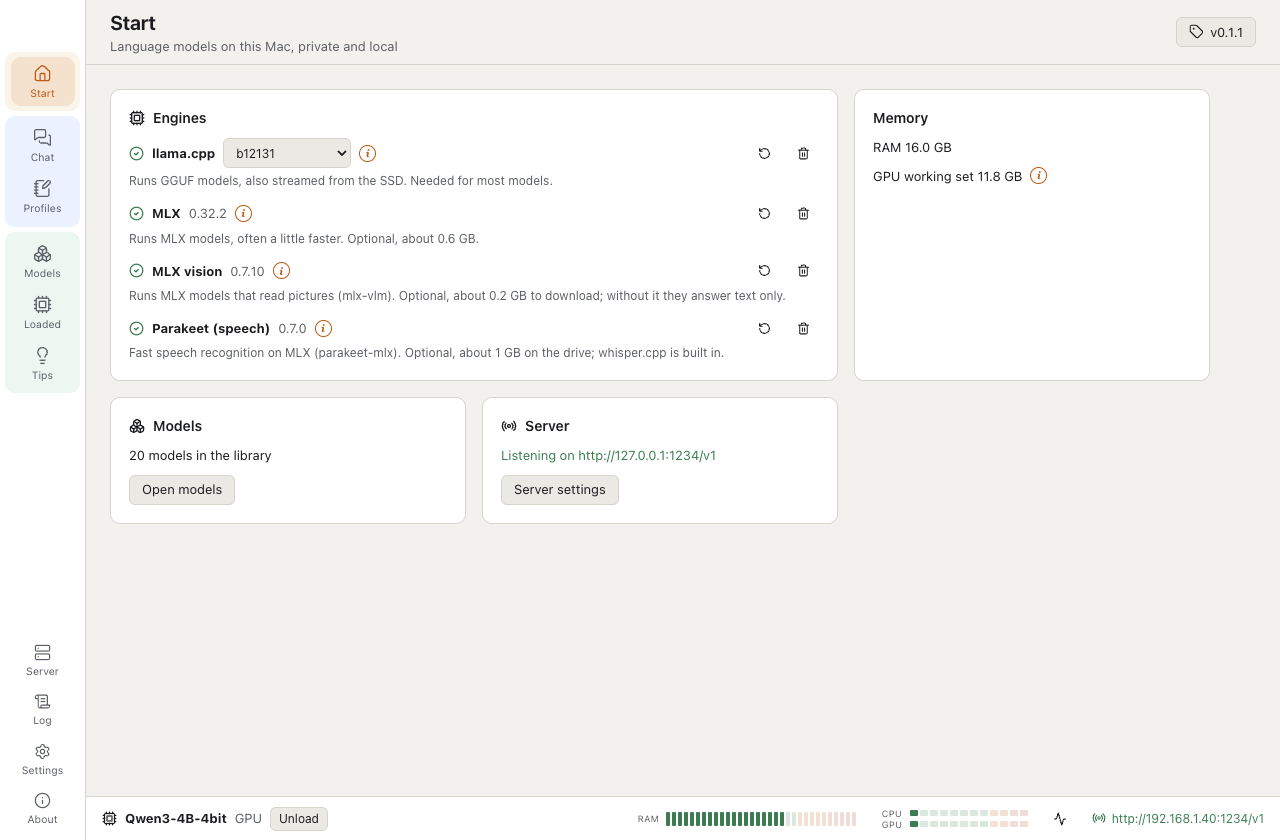 Start
Language models on this Mac, private and local
v0.1.1
Start
Chat
Profiles
Models
Loaded
Tips
Server
Log
Settings
About
Engines
llama.cpp b12131
Runs GGUF models, also streamed from the SSD. Needed for most models.
MLX 0.32.2
Runs MLX models, often a little faster. Optional, about 0.6 GB.
MLX vision 0.7.10
Runs MLX models that read pictures (mlx-vlm). Optional, about 0.2 GB to download; without it they answer text only.
Parakeet (speech) 0.7.0
Fast speech recognition on MLX (parakeet-mlx). Optional, about 1 GB on the drive; whisper.cpp is built in.
Memory
RAM 16.0 GB
GPU working set 11.8 GB
Models
20 models in the library
Open models
Server
Listening on http://127.0.0.1:1234/v1
Server settings
Qwen3-4B-4bit GPU Unload
RAM
CPU
GPU
http://192.168.1.40:1234/v1